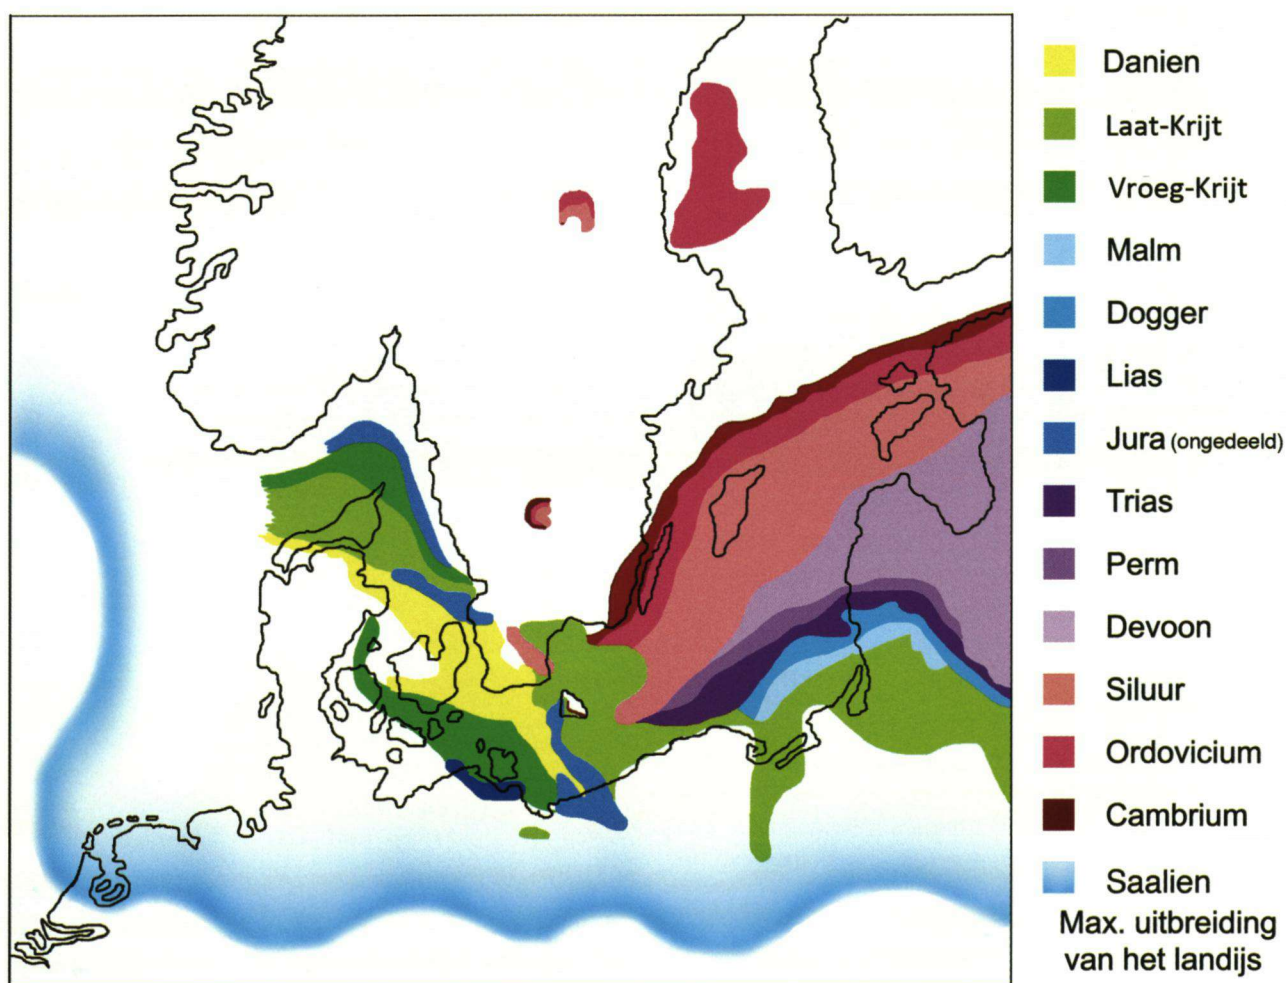 Danien
Laat-Krijt
Vroeg-Krijt
Malm
Dogger
Lias
Jura (ongedeeld)
Trias
Perm
Devoon
Siluur
Ordovicium
Cambrium
Saalien
Max. uitbreiding
van het landijs